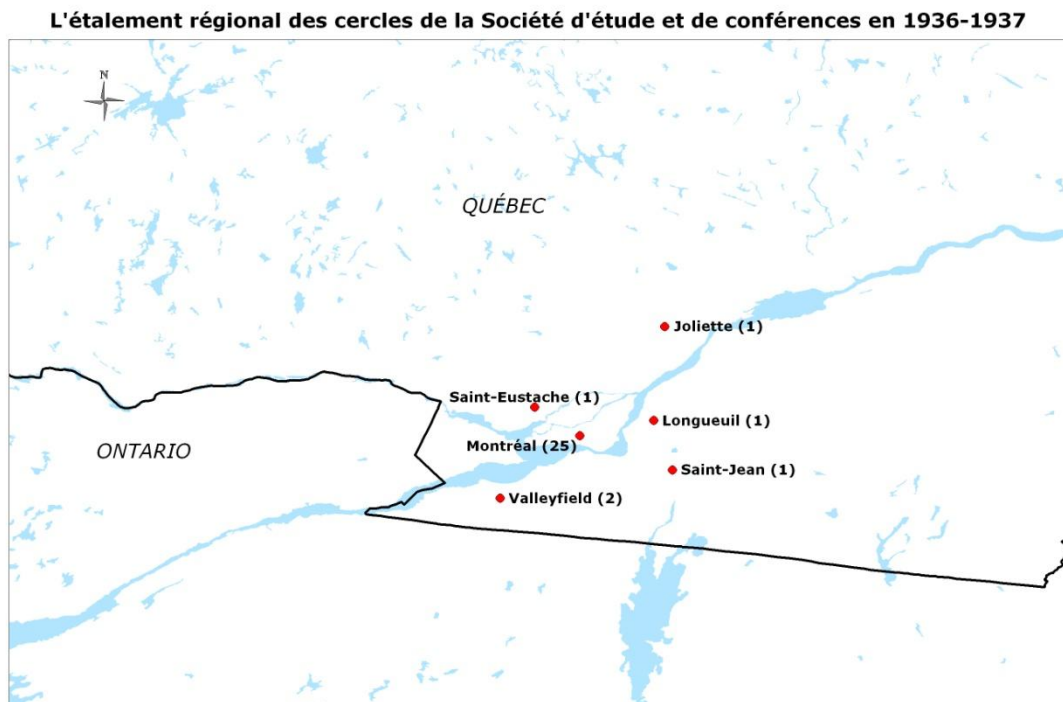 L'étalement régional des cercles de la Société d'étude et de conférences en 1936-1937
N
QUÉBEC
Joliette (1)
Saint-Eustache (1)
Longueuil (1)
Montréal (25)
ONTARIO
Saint-Jean (1)
Valleyfield (2)